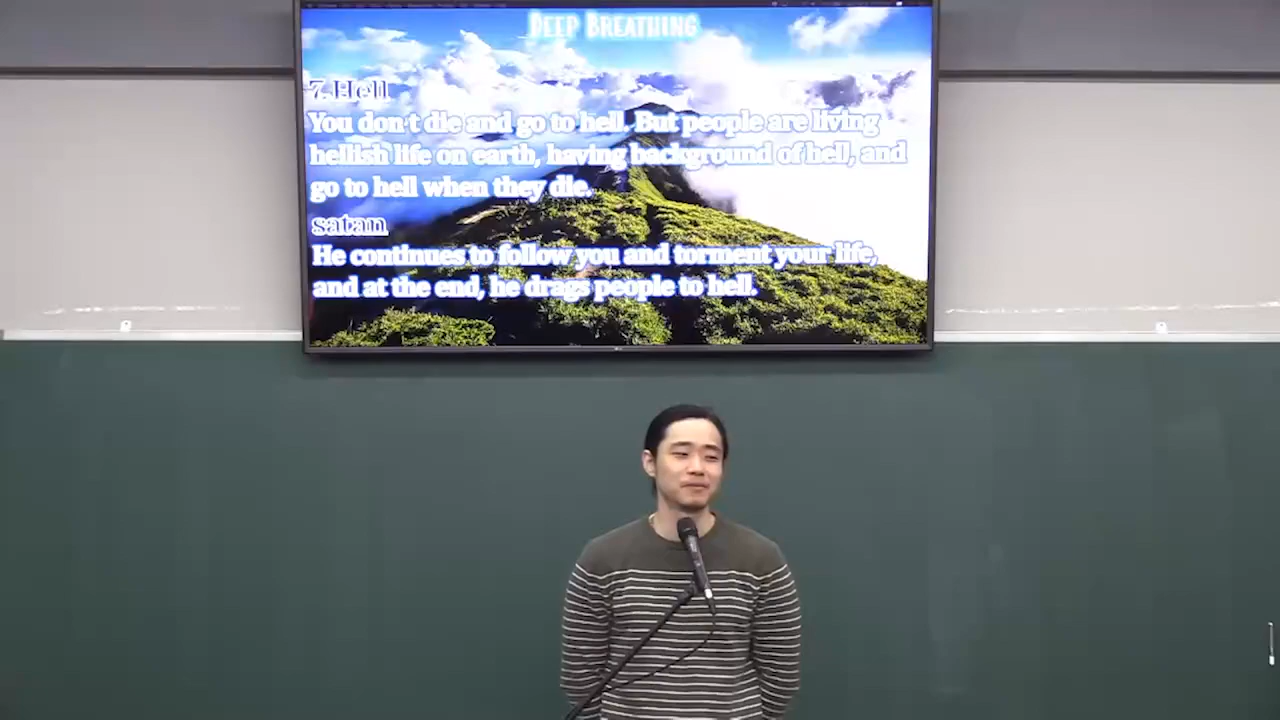 DEEP BREATHING
7.Hell
You don't die and go to hell. But people are living
hellish life on earth, having background of hell, and
go to hell when they die.
satan
He continues to follow you and torment your life,
and at the end, he drags people to hell.